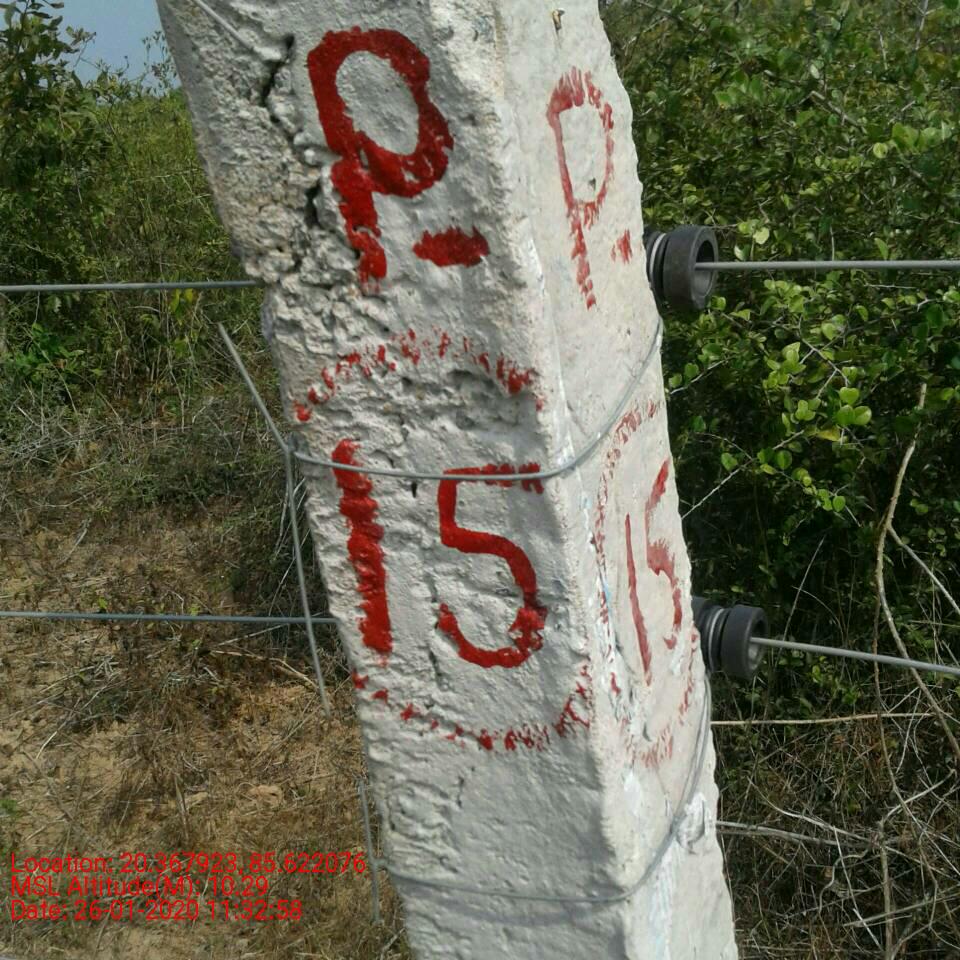 P-
15
P-
15
Location: 20.367923, 85.622076
MSL Altitude(M): 10.29
Date: 26-01-2020 11:32:58